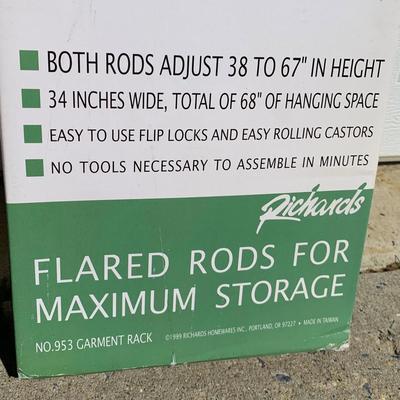 BOTH RODS ADJUST 38 TO 67" IN HEIGHT
34 INCHES WIDE, TOTAL OF 68" OF HANGING SPACE
EASY TO USE FLIP LOCKS AND EASY ROLLING CASTORS
NO TOOLS NECESSARY TO ASSEMBLE IN MINUTES
Richards
FLARED RODS FOR
MAXIMUM STORAGE
NO.953 GARMENT RACK ©1999 RICHARDS HOMEWARES INC., PORTLAND, OR 97227 • MADE IN TAIWAN